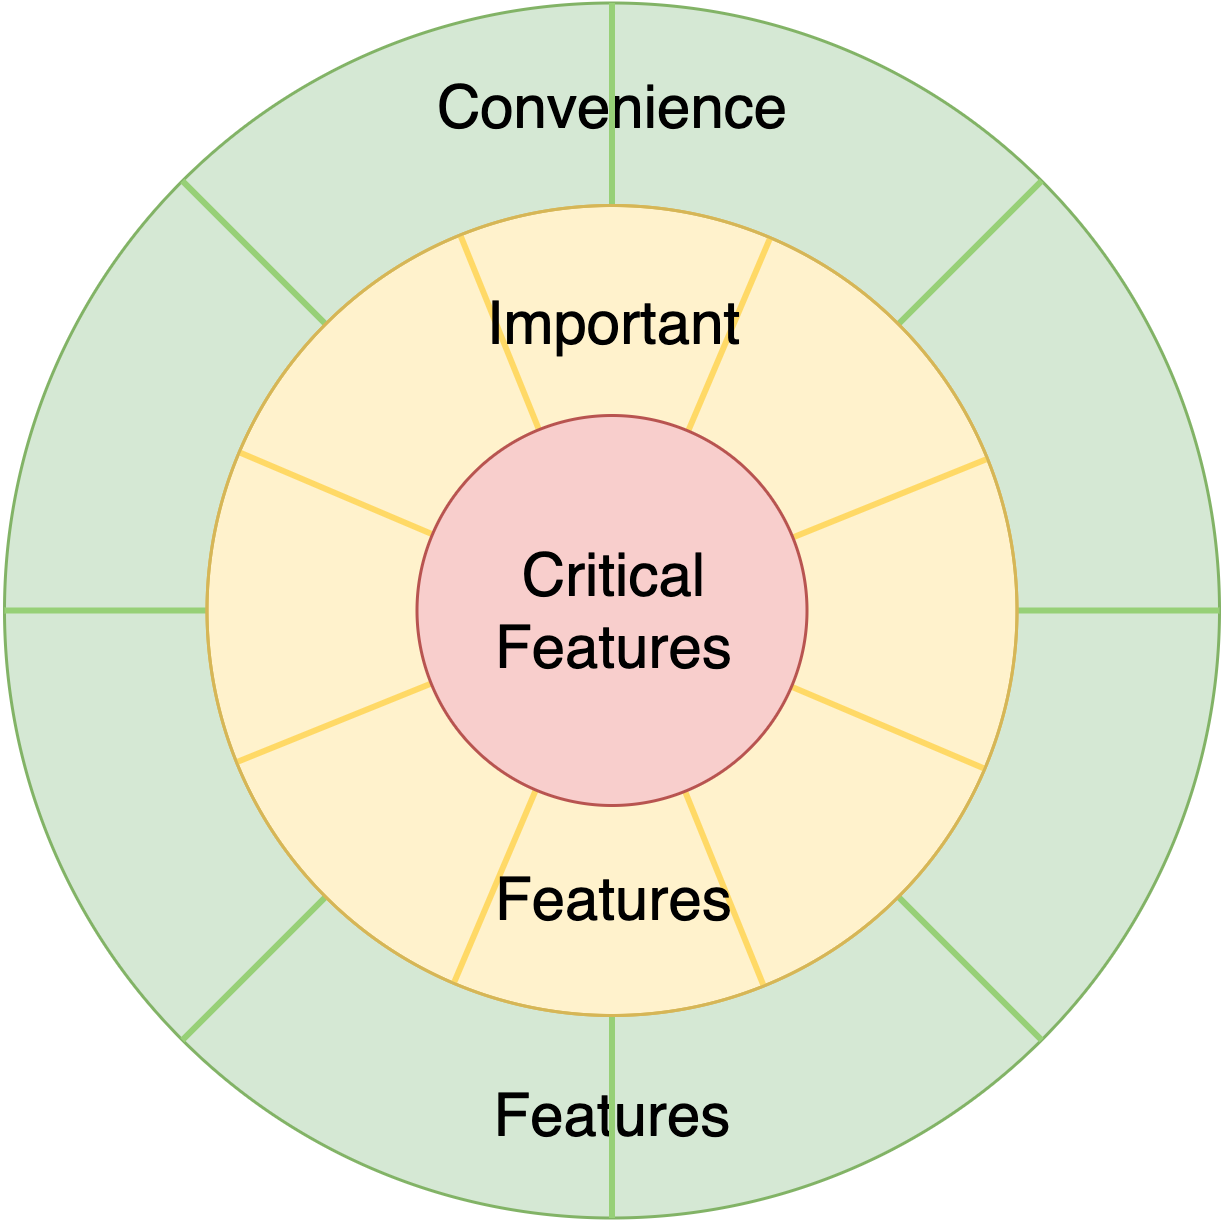 Convenience
Important
Critical
Features
Features
Features